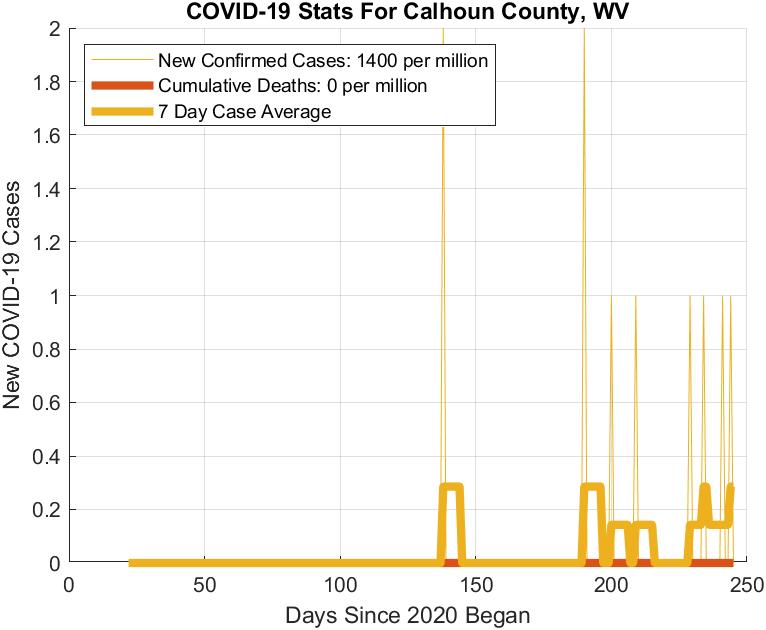 COVID-19 Stats For Calhoun County, WV
New Confirmed Cases: 1400 per million
Cumulative Deaths: 0 per million
7 Day Case Average
New COVID-19 Cases
2
1.8
1.6
1.4
1.2
1
0.8
0.6
0.4
0.2
0
0 50 100 150 200 250
Days Since 2020 Began